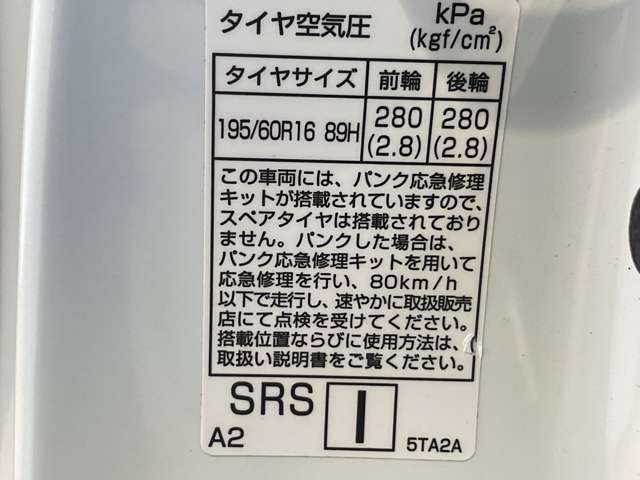 タイヤ空気圧 kPa
(kgf/cm²)
タイヤサイズ 前輪 後輪
195/60R16 89H 280 280
(2.8) (2.8)
この車両には、パンク応急修理
キットが搭載されていますので、
スペアタイヤは搭載されており
ません。パンクした場合は、
パンク応急修理キットを用いて
応急修理を行い、80km/h
以下で走行し、速やかに取扱販売
店にて点検を受けてください。
搭載位置ならびに使用方法は、
取扱い説明書をご覧ください。
SRS I
A2 5TA2A